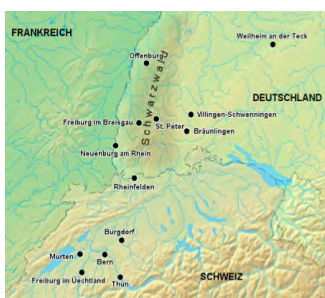 FRANKREICH
Weilheim an der Teck
Offenburg
Schwarzwald
DEUTSCHLAND
Villingen-Schwenningen
Freiburg im Breisgau
St. Peter
Bräunlingen
Neuenburg am Rhein
Rheinfelden
Burgdorf
Murten
Bern
Freiburg im Üechtland
Thun
SCHWEIZ